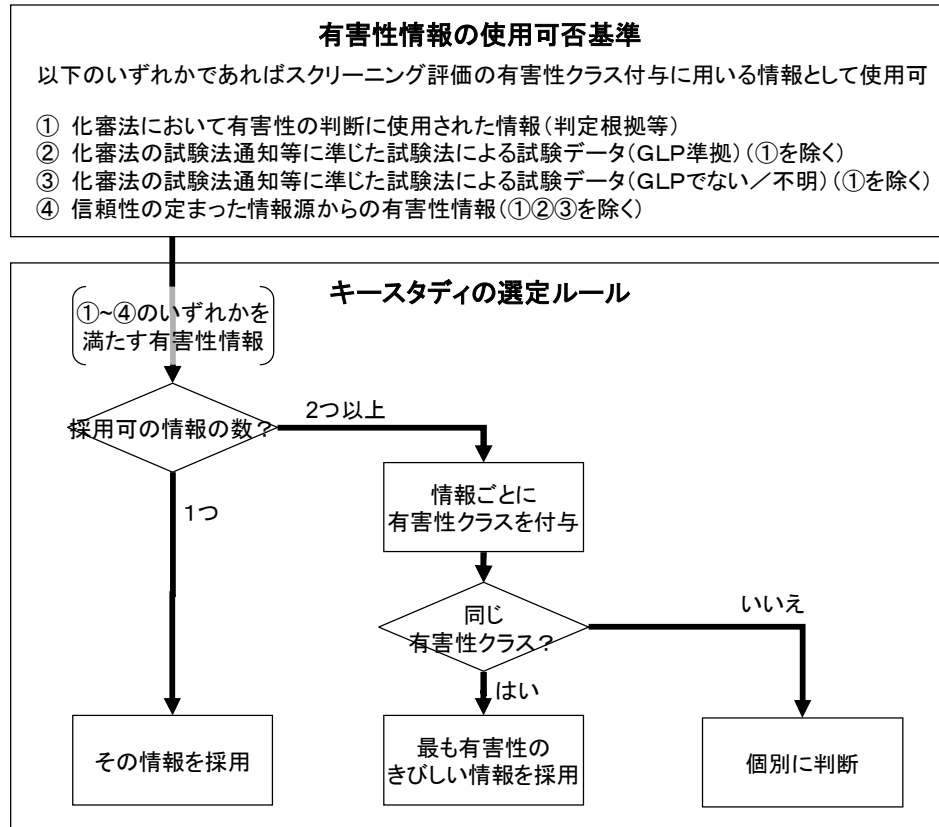 有害性情報の使用可否基準
以下のいずれかであればスクリーニング評価の有害性クラス付与に用いる情報として使用可
① 化審法において有害性の判断に使用された情報(判定根拠等)
② 化審法の試験法通知等に準じた試験法による試験データ(GLP準拠)(①を除く)
③ 化審法の試験法通知等に準じた試験法による試験データ(GLPでない/不明)(①を除く)
④ 信頼性の定まった情報源からの有害性情報(①②③を除く)
キースタディの選定ルール
①~④のいずれかを
満たす有害性情報
採用可の情報の数?
2つ以上
1つ
情報ごとに
有害性クラスを付与
同じ
有害性クラス?
いいえ
はい
その情報を採用
最も有害性の
きびしい情報を採用
個別に判断